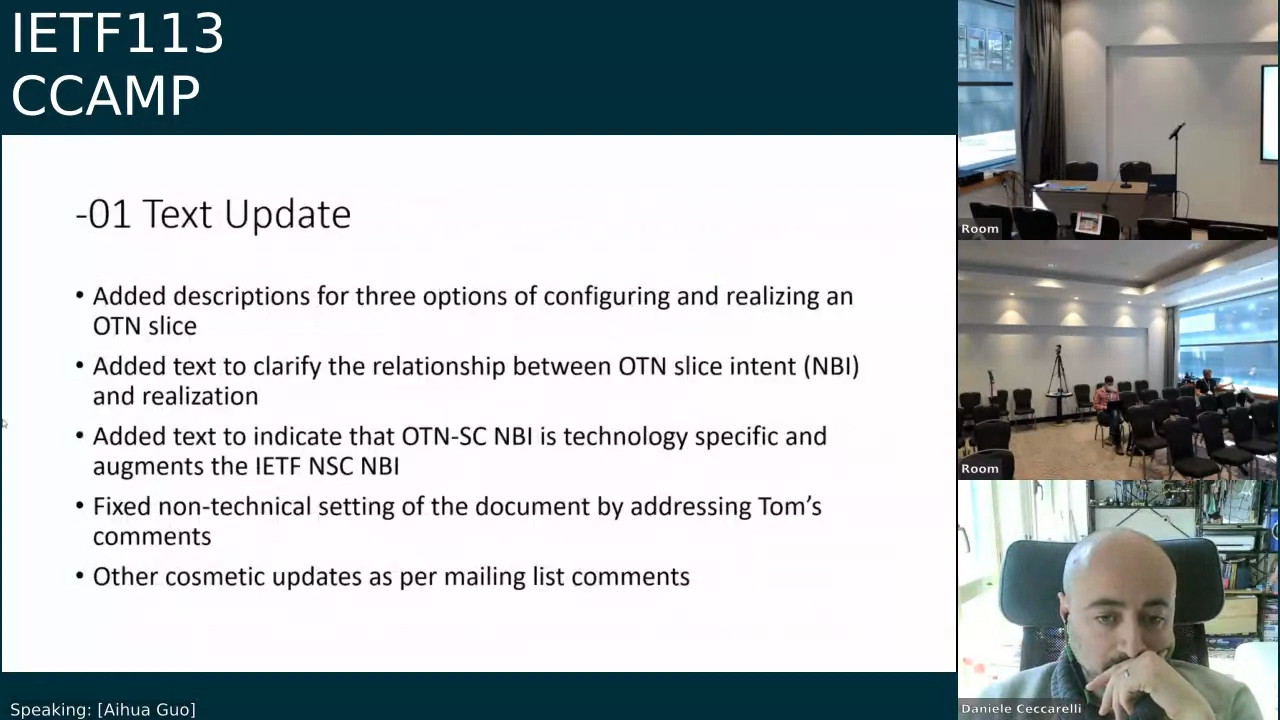 IETF113
CCAMP
-01 Text Update
• Added descriptions for three options of configuring and realizing an
OTN slice
• Added text to clarify the relationship between OTN slice intent (NBI)
and realization
• Added text to indicate that OTN-SC NBI is technology specific and
augments the IETF NSC NBI
• Fixed non-technical setting of the document by addressing Tom’s
comments
• Other cosmetic updates as per mailing list comments
Speaking: [Aihua Guo]
Room
Room
Daniele Ceccarelli